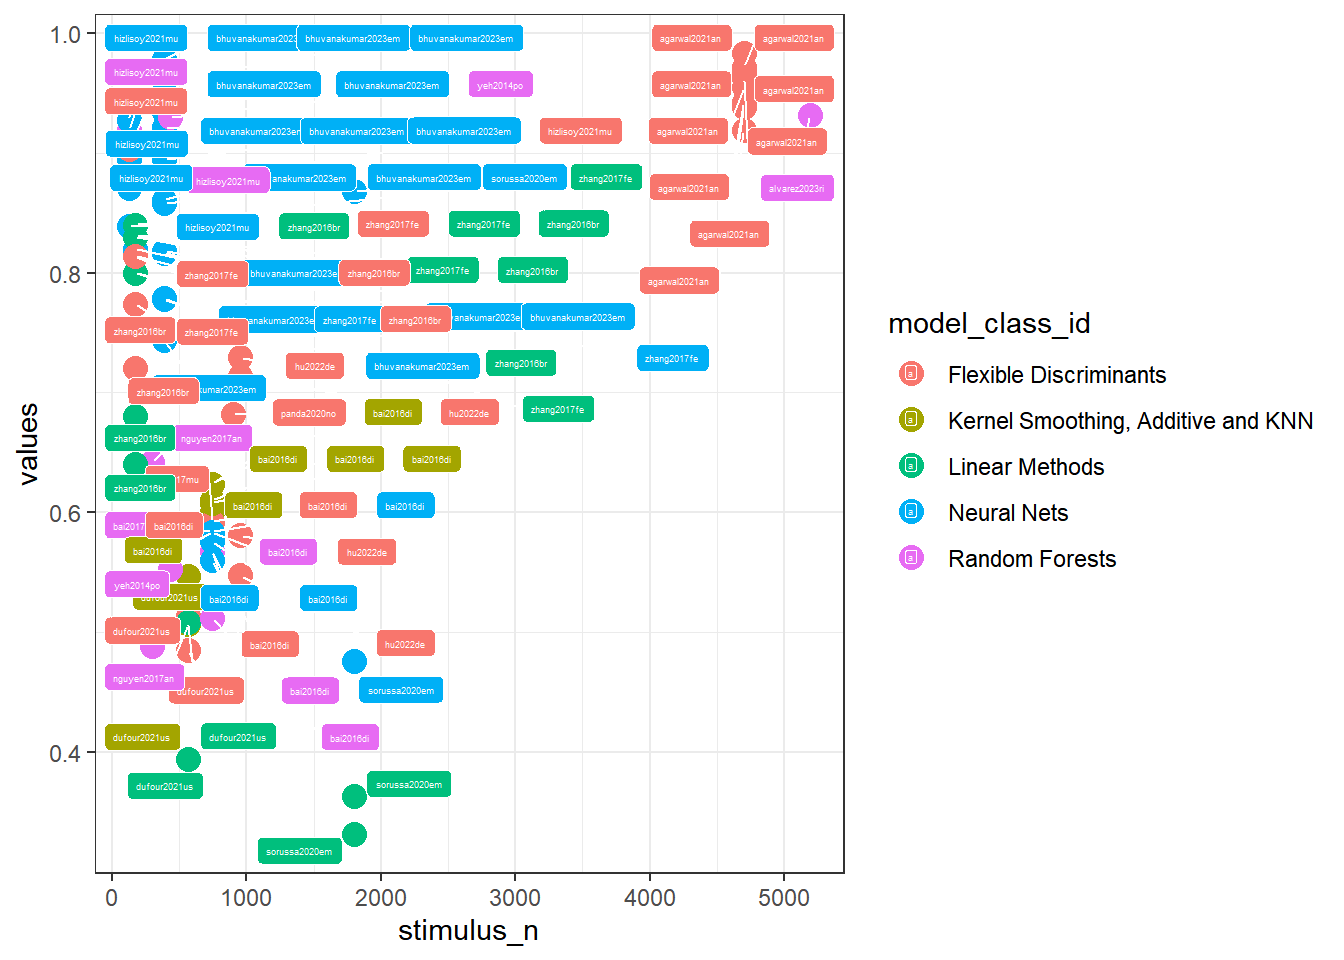 hizlisoy2021mu bhuvanakumar2023 bhuvanakumar2023em bhuvanakumar2023em agarwal2021an agarwal2021an
1.0
hizlisoy2021mu
bhuvanakumar2023em bhuvanakumar2023em yeh2014po agarwal2021an agarwal2021an
hizlisoy2021mu
bhuvanakumar2023em bhuvanakumar2023em bhuvanakumar2023em hizlisoy2021mu agarwal2021an agarwal2021an
hizlisoy2021mu
hizlisoy2021mu hizlisoy2021mu anakumar2023em bhuvanakumar2023em sorussa2020em zhang2017fe agarwal2021an alvarez2023ri
hizlisoy2021mu zhang2016br zhang2017fe zhang2017fe zhang2016br agarwal2021an
0.8
zhang2017fe bhuvanakumar2023e zhang2016br zhang2017fe zhang2016br agarwal2021an
zhang2016br zhang2017fe anakumar2023e zhang2017fe zhang2016br anakumar2023e bhuvanakumar2023em
hu2022de bhuvanakumar2023em zhang2016br zhang2017fe
zhang2016br kumar2023em
panda2020no bai2016di hu2022de zhang2017fe
zhang2016br nguyen2017an
bai2016di bai2016di bai2016di
zhang2016br 17mu
bai2016di bai2016di bai2016di
0.6
bai2017 bai2016di
bai2016di bai2016di hu2022de
yeh2014po
dufour2021us bai2016di bai2016di
dufour2021us bai2016di hu2022de
nguyen2017an
dufour2021us bai2016di sorussa2020em
dufour2021us dufour2021us bai2016di
0.4
dufour2021us sorussa2020em
sorussa2020em
0 1000 2000 3000 4000 5000
stimulus_n
values
model_class_id
a Flexible Discriminants
a Kernel Smoothing, Additive and KNN
a Linear Methods
a Neural Nets
a Random Forests